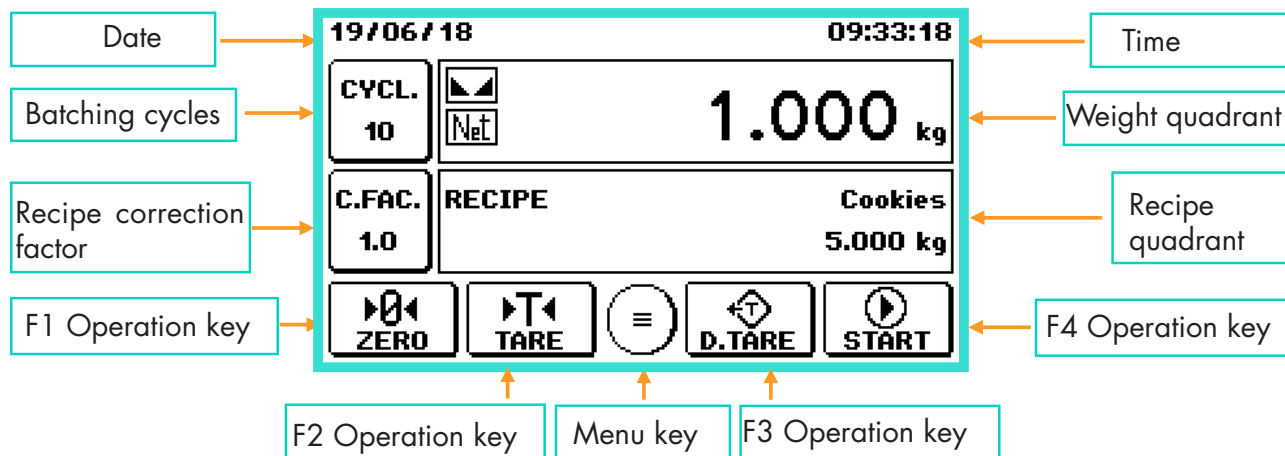 Date
19/06/18
09:33:18
Time
Batching cycles
CYCL.
10
Net
1.000 kg
Weight quadrant
Recipe correction
factor
C.FAC.
1.0
RECIPE
Cookies
5.000 kg
Recipe
quadrant
F1 Operation key
0
ZERO
T
TARE
≡
T
D.TARE
START
F4 Operation key
F2 Operation key
Menu key
F3 Operation key